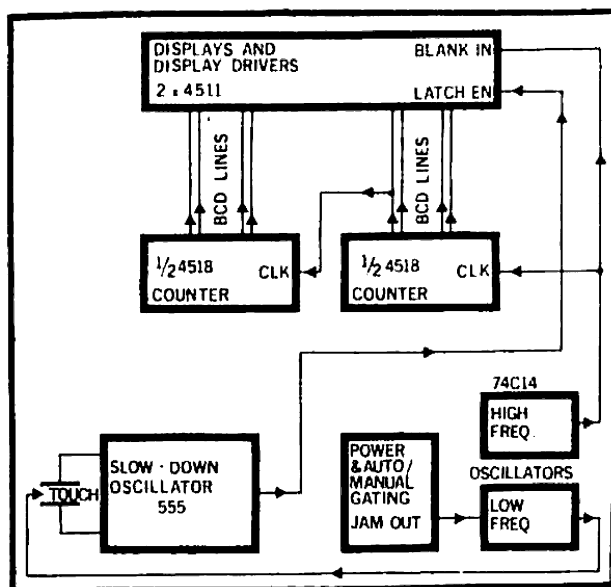 DISPLAYS AND
DISPLAY DRIVERS
2 x 4511
BLANK IN
LATCH EN
BCD LINES
BCD LINES
1/2 4518
COUNTER
CLK
1/2 4518
COUNTER
CLK
74C14
HIGH
FREQ.
OSCILLATORS
LOW
FREQ
POWER
& AUTO/
MANUAL
GATING
JAM OUT
SLOW-DOWN
OSCILLATOR
555
TOUCH